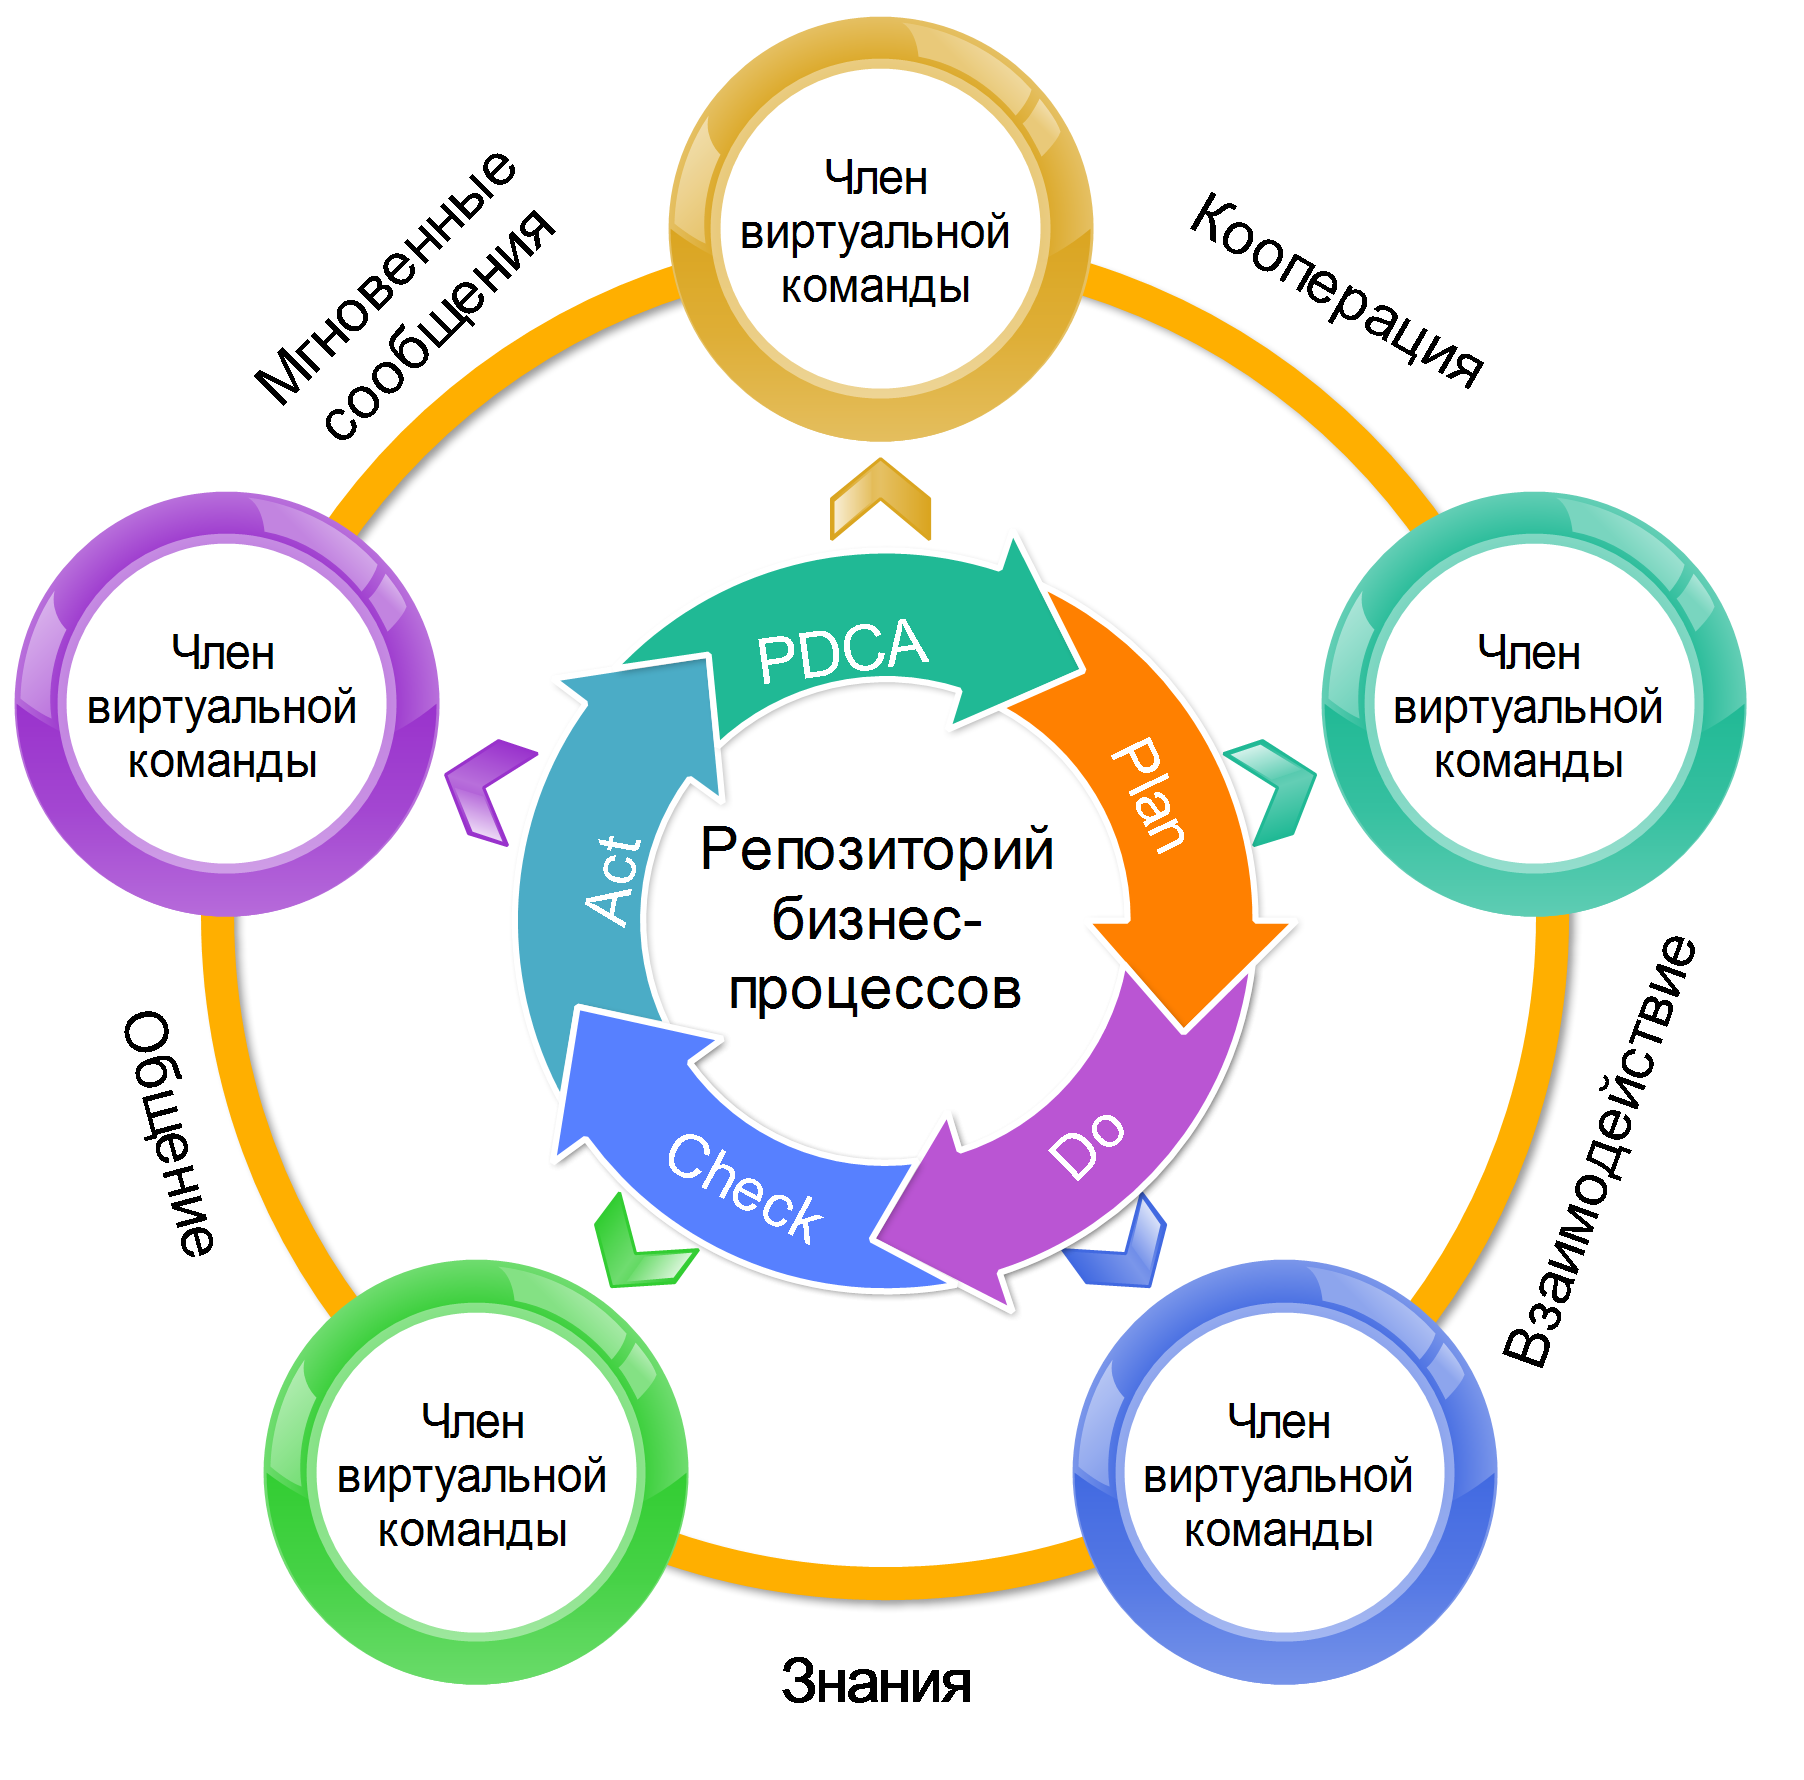 Член
виртуальной
команды
Мгновенные
сообщения
Кооперация
Член
виртуальной
команды
Член
виртуальной
команды
PDCA
Plan
Do
Check
Act
Репозиторий
бизнес-
процессов
Общение
Взаимодействие
Член
виртуальной
команды
Член
виртуальной
команды
Знания